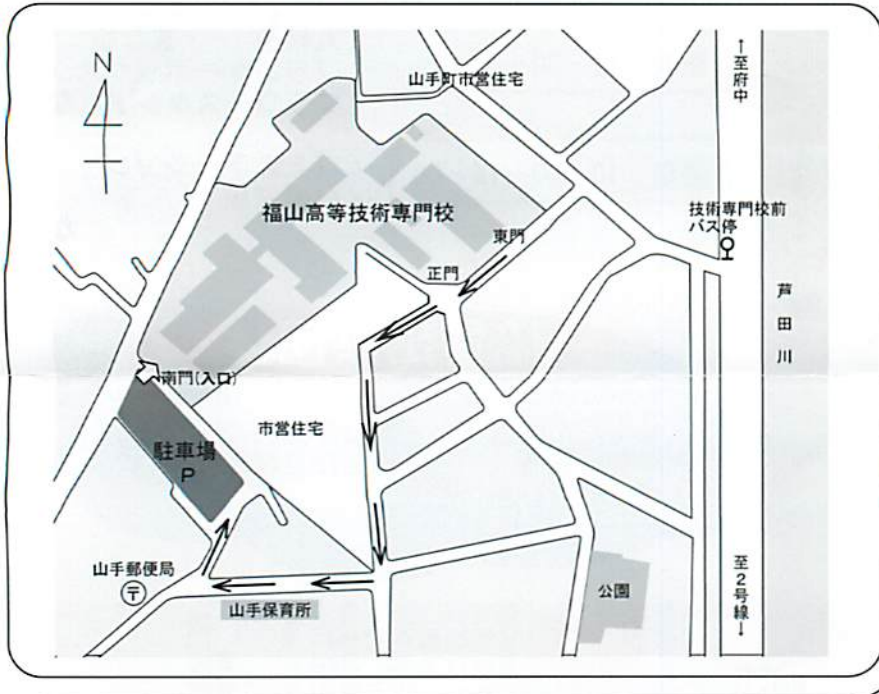 N
山手町市営住宅
↑至府中
福山高等技術専門校
技術専門校前
バス停
東門
正門
芦田川
南門(入口)
市営住宅
駐車場
P
山手郵便局
〒
山手保育所
公園
至2号線↓